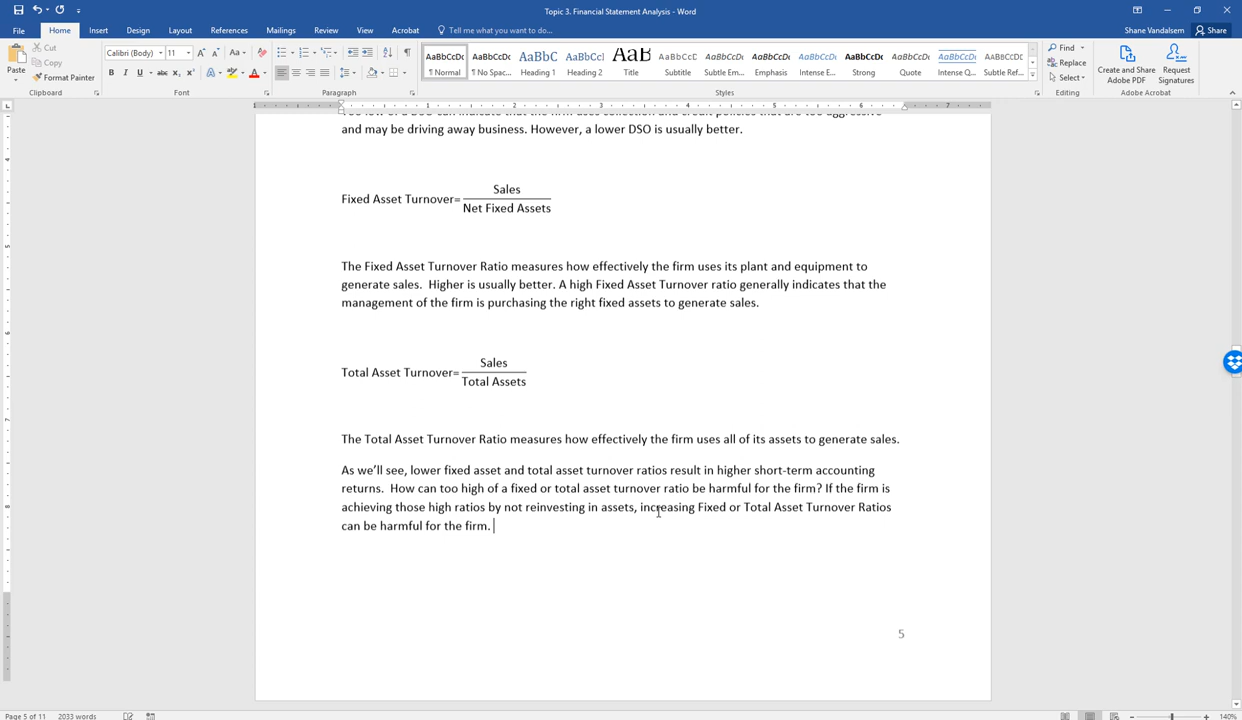 Topic 3. Financial Statement Analysis - Word
Shane Vandalsem
File Home Insert Design Layout References Mailings Review View Acrobat Tell me what you want to do...
Share
Paste
Cut
Copy
Format Painter
Clipboard
Calibri (Body) 11
Font
Paragraph
AaBbCcDc AaBbCcDc AaBbC AaBbCcl AaB AaBbCcD AaBbCcDc AaBbCcDc AaBbCcDc AaBbCcDc AaBbCcDc AaBbCcDc AaBbCcDc
¶ Normal ¶ No Spac... Heading 1 Heading 2 Title Subtitle Subtle Em... Emphasis Intense E... Strong Quote Intense Q... Subtle Ref...
Styles
Find
Replace
Select
Editing
Create and Share Adobe PDF
Request Signatures
Adobe Acrobat
1 2 3 4 5 6 7
and may be driving away business. However, a lower DSO is usually better.
Fixed Asset Turnover=
Sales
Net Fixed Assets
The Fixed Asset Turnover Ratio measures how effectively the firm uses its plant and equipment to
generate sales.  Higher is usually better. A high Fixed Asset Turnover ratio generally indicates that the
management of the firm is purchasing the right fixed assets to generate sales.
Total Asset Turnover=
Sales
Total Assets
The Total Asset Turnover Ratio measures how effectively the firm uses all of its assets to generate sales.
As we'll see, lower fixed asset and total asset turnover ratios result in higher short-term accounting
returns.  How can too high of a fixed or total asset turnover ratio be harmful for the firm? If the firm is
achieving those high ratios by not reinvesting in assets, increasing Fixed or Total Asset Turnover Ratios
can be harmful for the firm.
5
Page 5 of 11 2033 words
140%